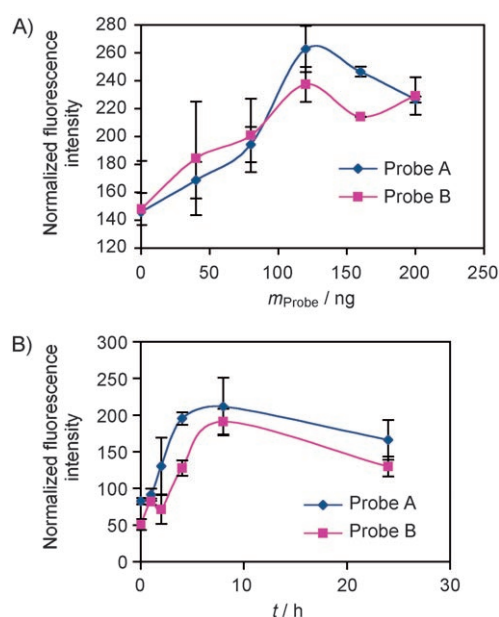 A)
Normalized fluorescence
intensity
280
260
240
220
200
180
160
140
120
0
50
100
150
200
250
Probe A
Probe B
mProbe / ng
B)
Normalized fluorescence
intensity
300
250
200
150
100
50
0
0
10
20
30
Probe A
Probe B
t / h